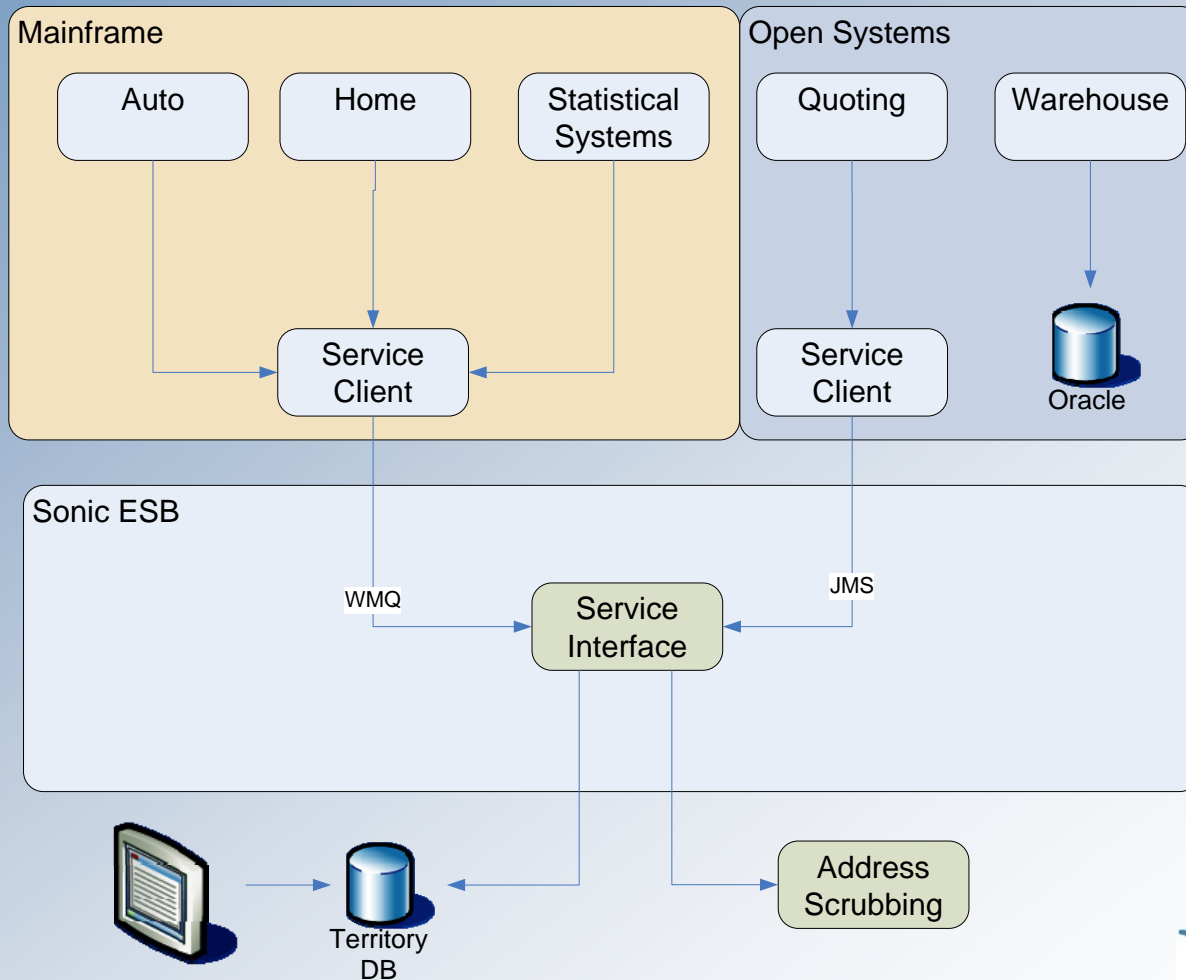 Mainframe
Open Systems
Auto
Home
Statistical
Systems
Quoting
Warehouse
Service
Client
Service
Client
Oracle
Sonic ESB
WMQ
JMS
Service
Interface
Territory
DB
Address
Scrubbing